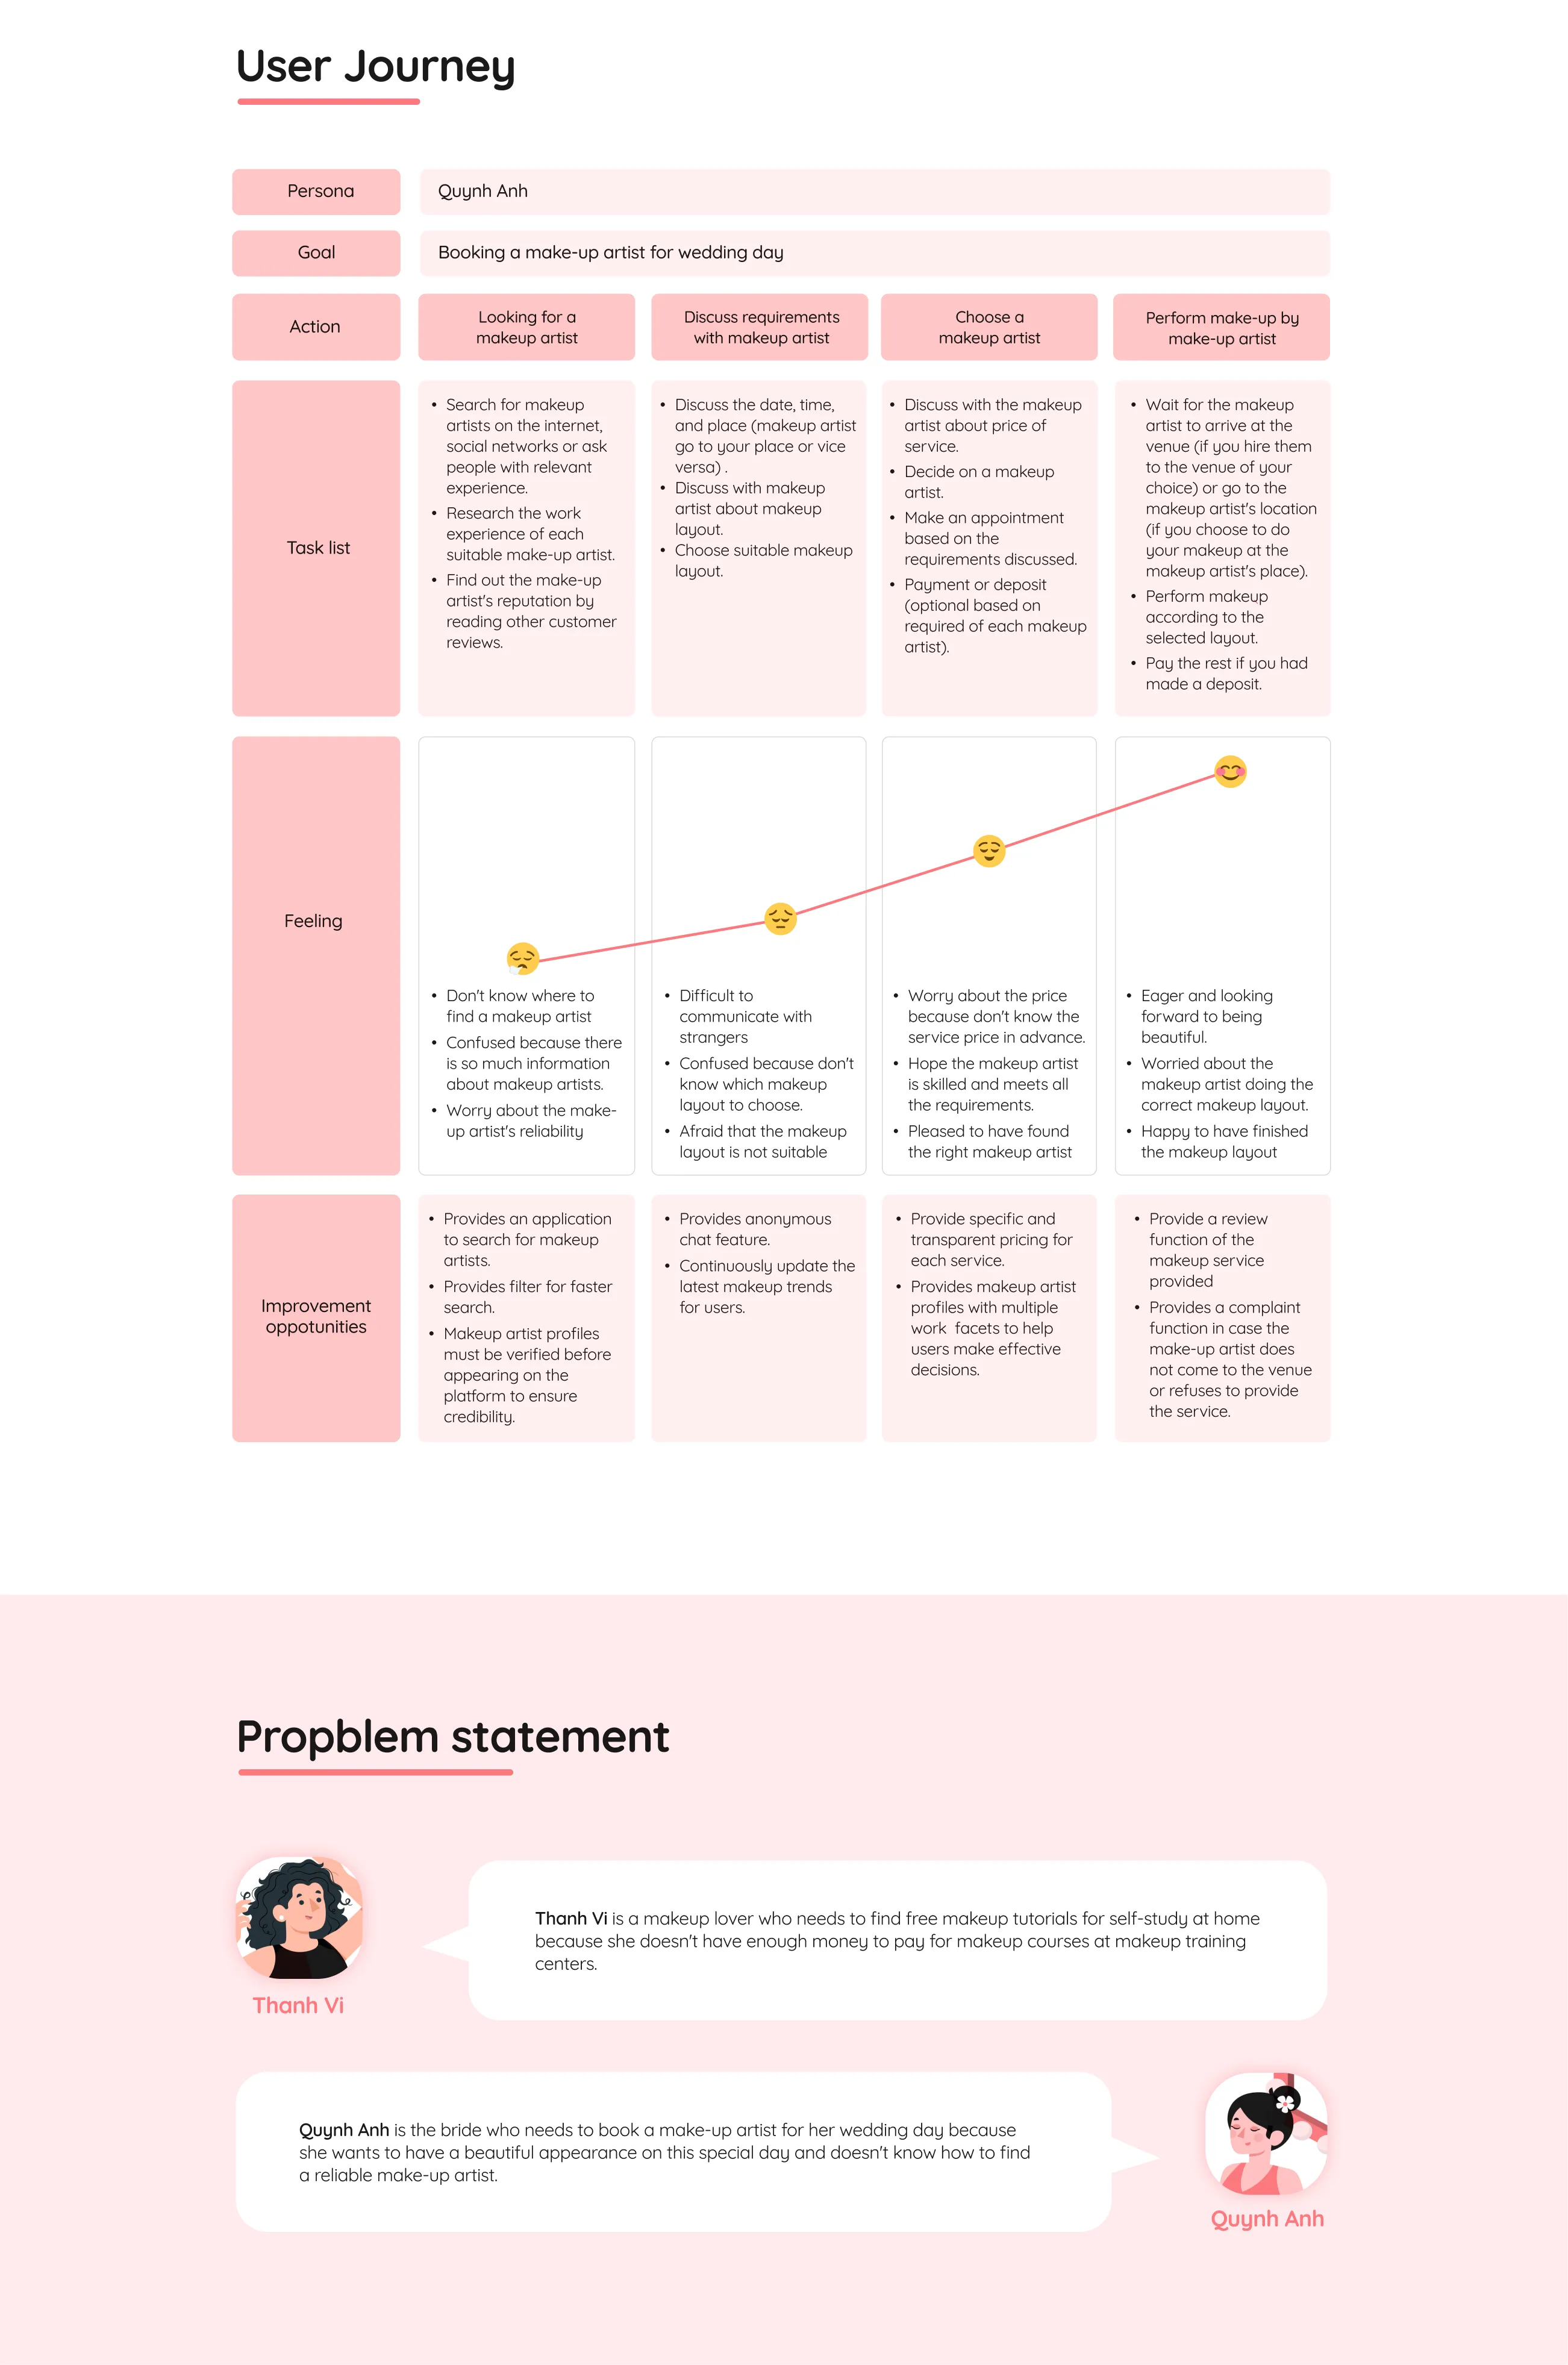 User Journey
Persona
Quynh Anh
Goal
Booking a make-up artist for wedding day
Action
Looking for a
makeup artist
Discuss requirements
with makeup artist
Choose a
makeup artist
Perform make-up by
make-up artist
Task list
• Search for makeup
artists on the internet,
social networks or ask
people with relevant
experience.
• Research the work
experience of each
suitable make-up artist.
• Find out the make-up
artist's reputation by
reading other customer
reviews.
• Discuss the date, time,
and place (makeup artist
go to your place or vice
versa) .
• Discuss with makeup
artist about makeup
layout.
• Choose suitable makeup
layout.
• Discuss with the makeup
artist about price of
service.
• Decide on a makeup
artist.
• Make an appointment
based on the
requirements discussed.
• Payment or deposit
(optional based on
required of each makeup
artist).
• Wait for the makeup
artist to arrive at the
venue (if you hire them
to the venue of your
choice) or go to the
makeup artist's location
(if you choose to do
your makeup at the
makeup artist's place).
• Perform makeup
according to the
selected layout.
• Pay the rest if you had
made a deposit.
Feeling
• Don't know where to
find a makeup artist
• Confused because there
is so much information
about makeup artists.
• Worry about the make-
up artist's reliability
• Difficult to
communicate with
strangers
• Confused because don't
know which makeup
layout to choose.
• Afraid that the makeup
layout is not suitable
• Worry about the price
because don't know the
service price in advance.
• Hope the makeup artist
is skilled and meets all
the requirements.
• Pleased to have found
the right makeup artist
• Eager and looking
forward to being
beautiful.
• Worried about the
makeup artist doing the
correct makeup layout.
• Happy to have finished
the makeup layout
Improvement
oppotunities
• Provides an application
to search for makeup
artists.
• Provides filter for faster
search.
• Makeup artist profiles
must be verified before
appearing on the
platform to ensure
credibility.
• Provides anonymous
chat feature.
• Continuously update the
latest makeup trends
for users.
• Provide specific and
transparent pricing for
each service.
• Provides makeup artist
profiles with multiple
work facets to help
users make effective
decisions.
• Provide a review
function of the
makeup service
provided
• Provides a complaint
function in case the
make-up artist does
not come to the venue
or refuses to provide
the service.
Propblem statement
Thanh Vi is a makeup lover who needs to find free makeup tutorials for self-study at home
because she doesn't have enough money to pay for makeup courses at makeup training
centers.
Thanh Vi
Quynh Anh is the bride who needs to book a make-up artist for her wedding day because
she wants to have a beautiful appearance on this special day and doesn't know how to find
a reliable make-up artist.
Quynh Anh